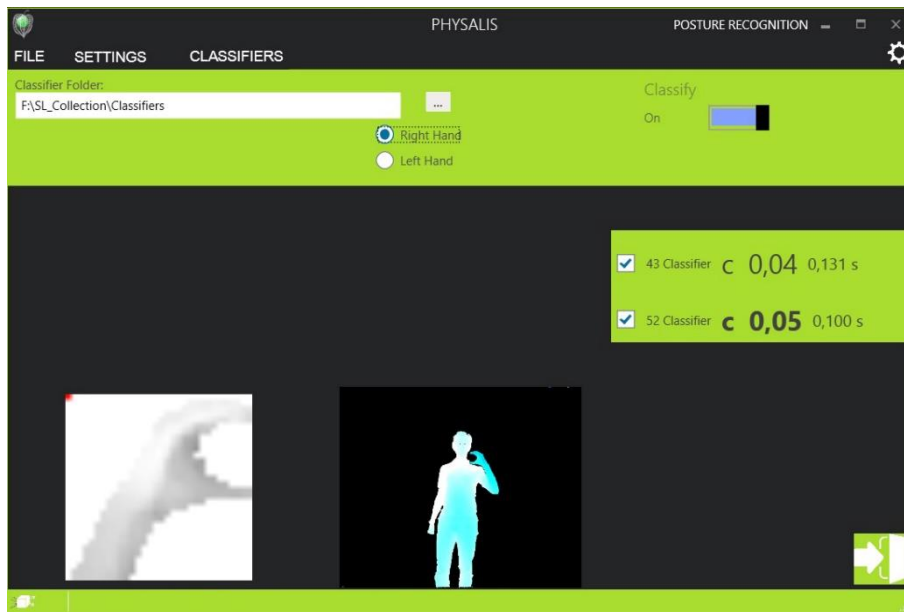 PHYSALIS
POSTURE RECOGNITION
FILE SETTINGS CLASSIFIERS
Classifier Folder:
F:\SL_Collection\Classifiers
...
Right Hand
Left Hand
Classify
On
43 Classifier c 0,04 0,131 s
52 Classifier c 0,05 0,100 s